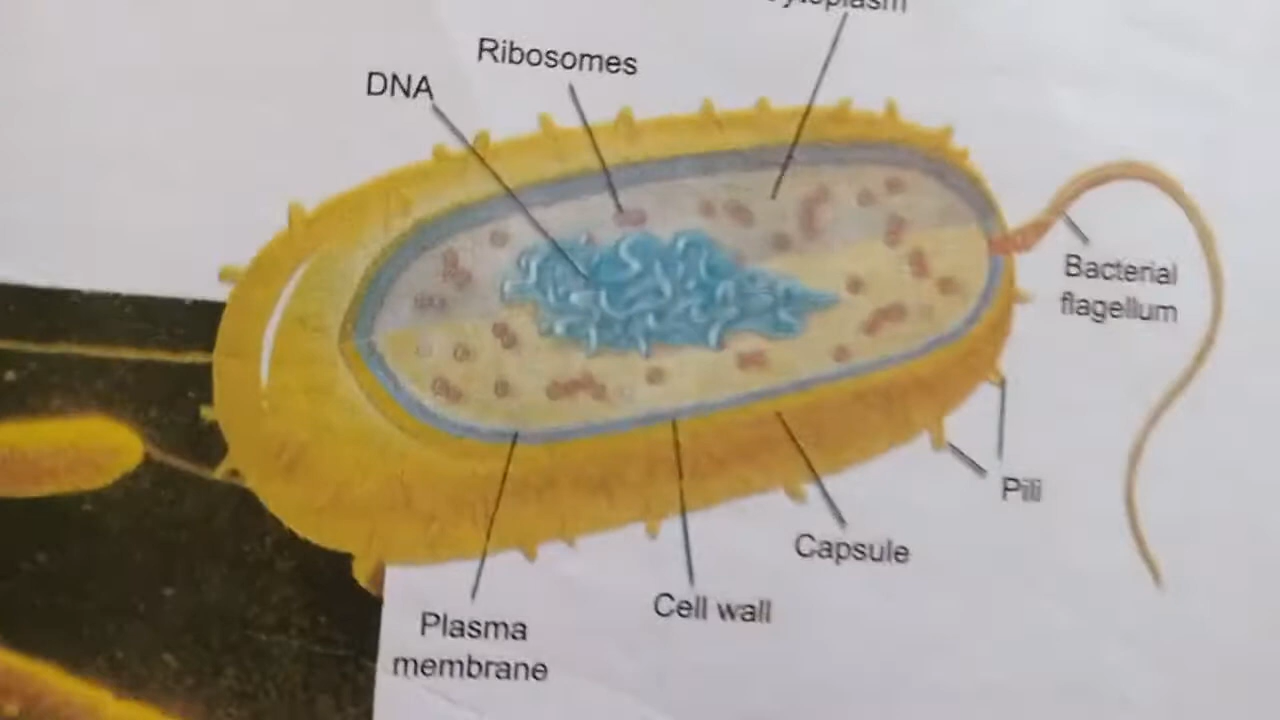 Ribosomes
DNA
Bacterial
flagellum
Pili
Capsule
Cell wall
Plasma
membrane